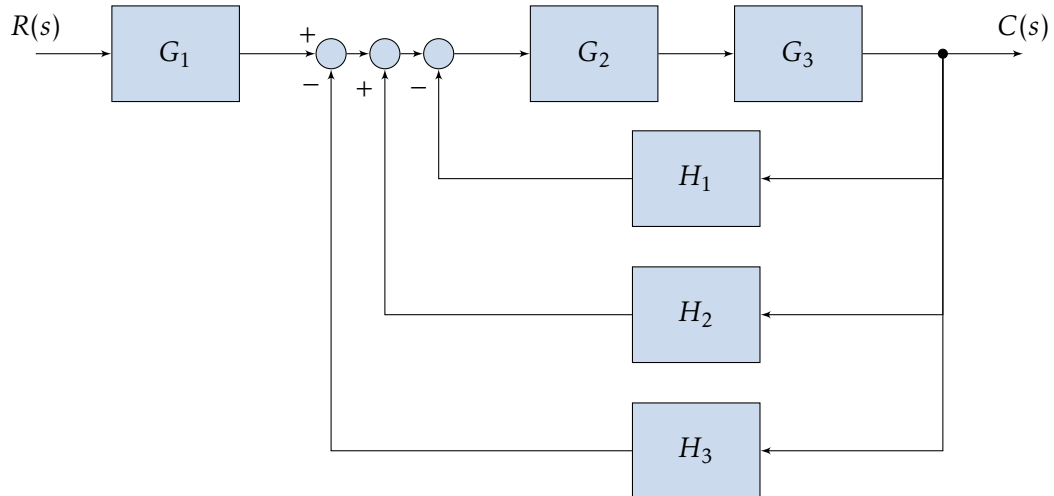 R(s) C(s)
G₁ + G₂ G₃
− + −
H₁
H₂
H₃